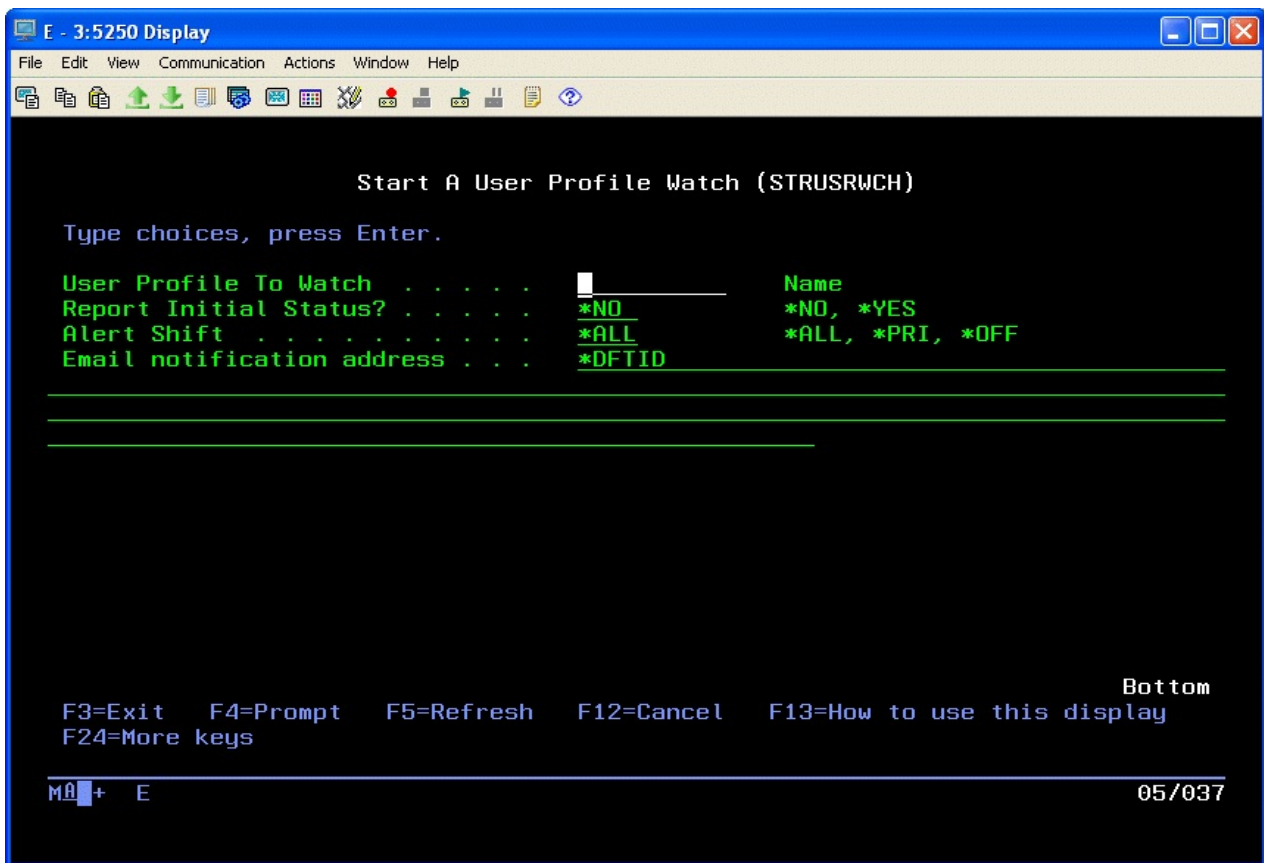 E - 3:5250 Display
File Edit View Communication Actions Window Help
Start A User Profile Watch (STRUSRWCH)
Type choices, press Enter.
User Profile To Watch . . . . . Name
Report Initial Status? . . . . . *NO *NO, *YES
Alert Shift . . . . . . . . . . *ALL *ALL, *PRI, *OFF
Email notification address . . . *DFTID
Bottom
F3=Exit F4=Prompt F5=Refresh F12=Cancel F13=How to use this display
F24=More keys
MA + E 05/037